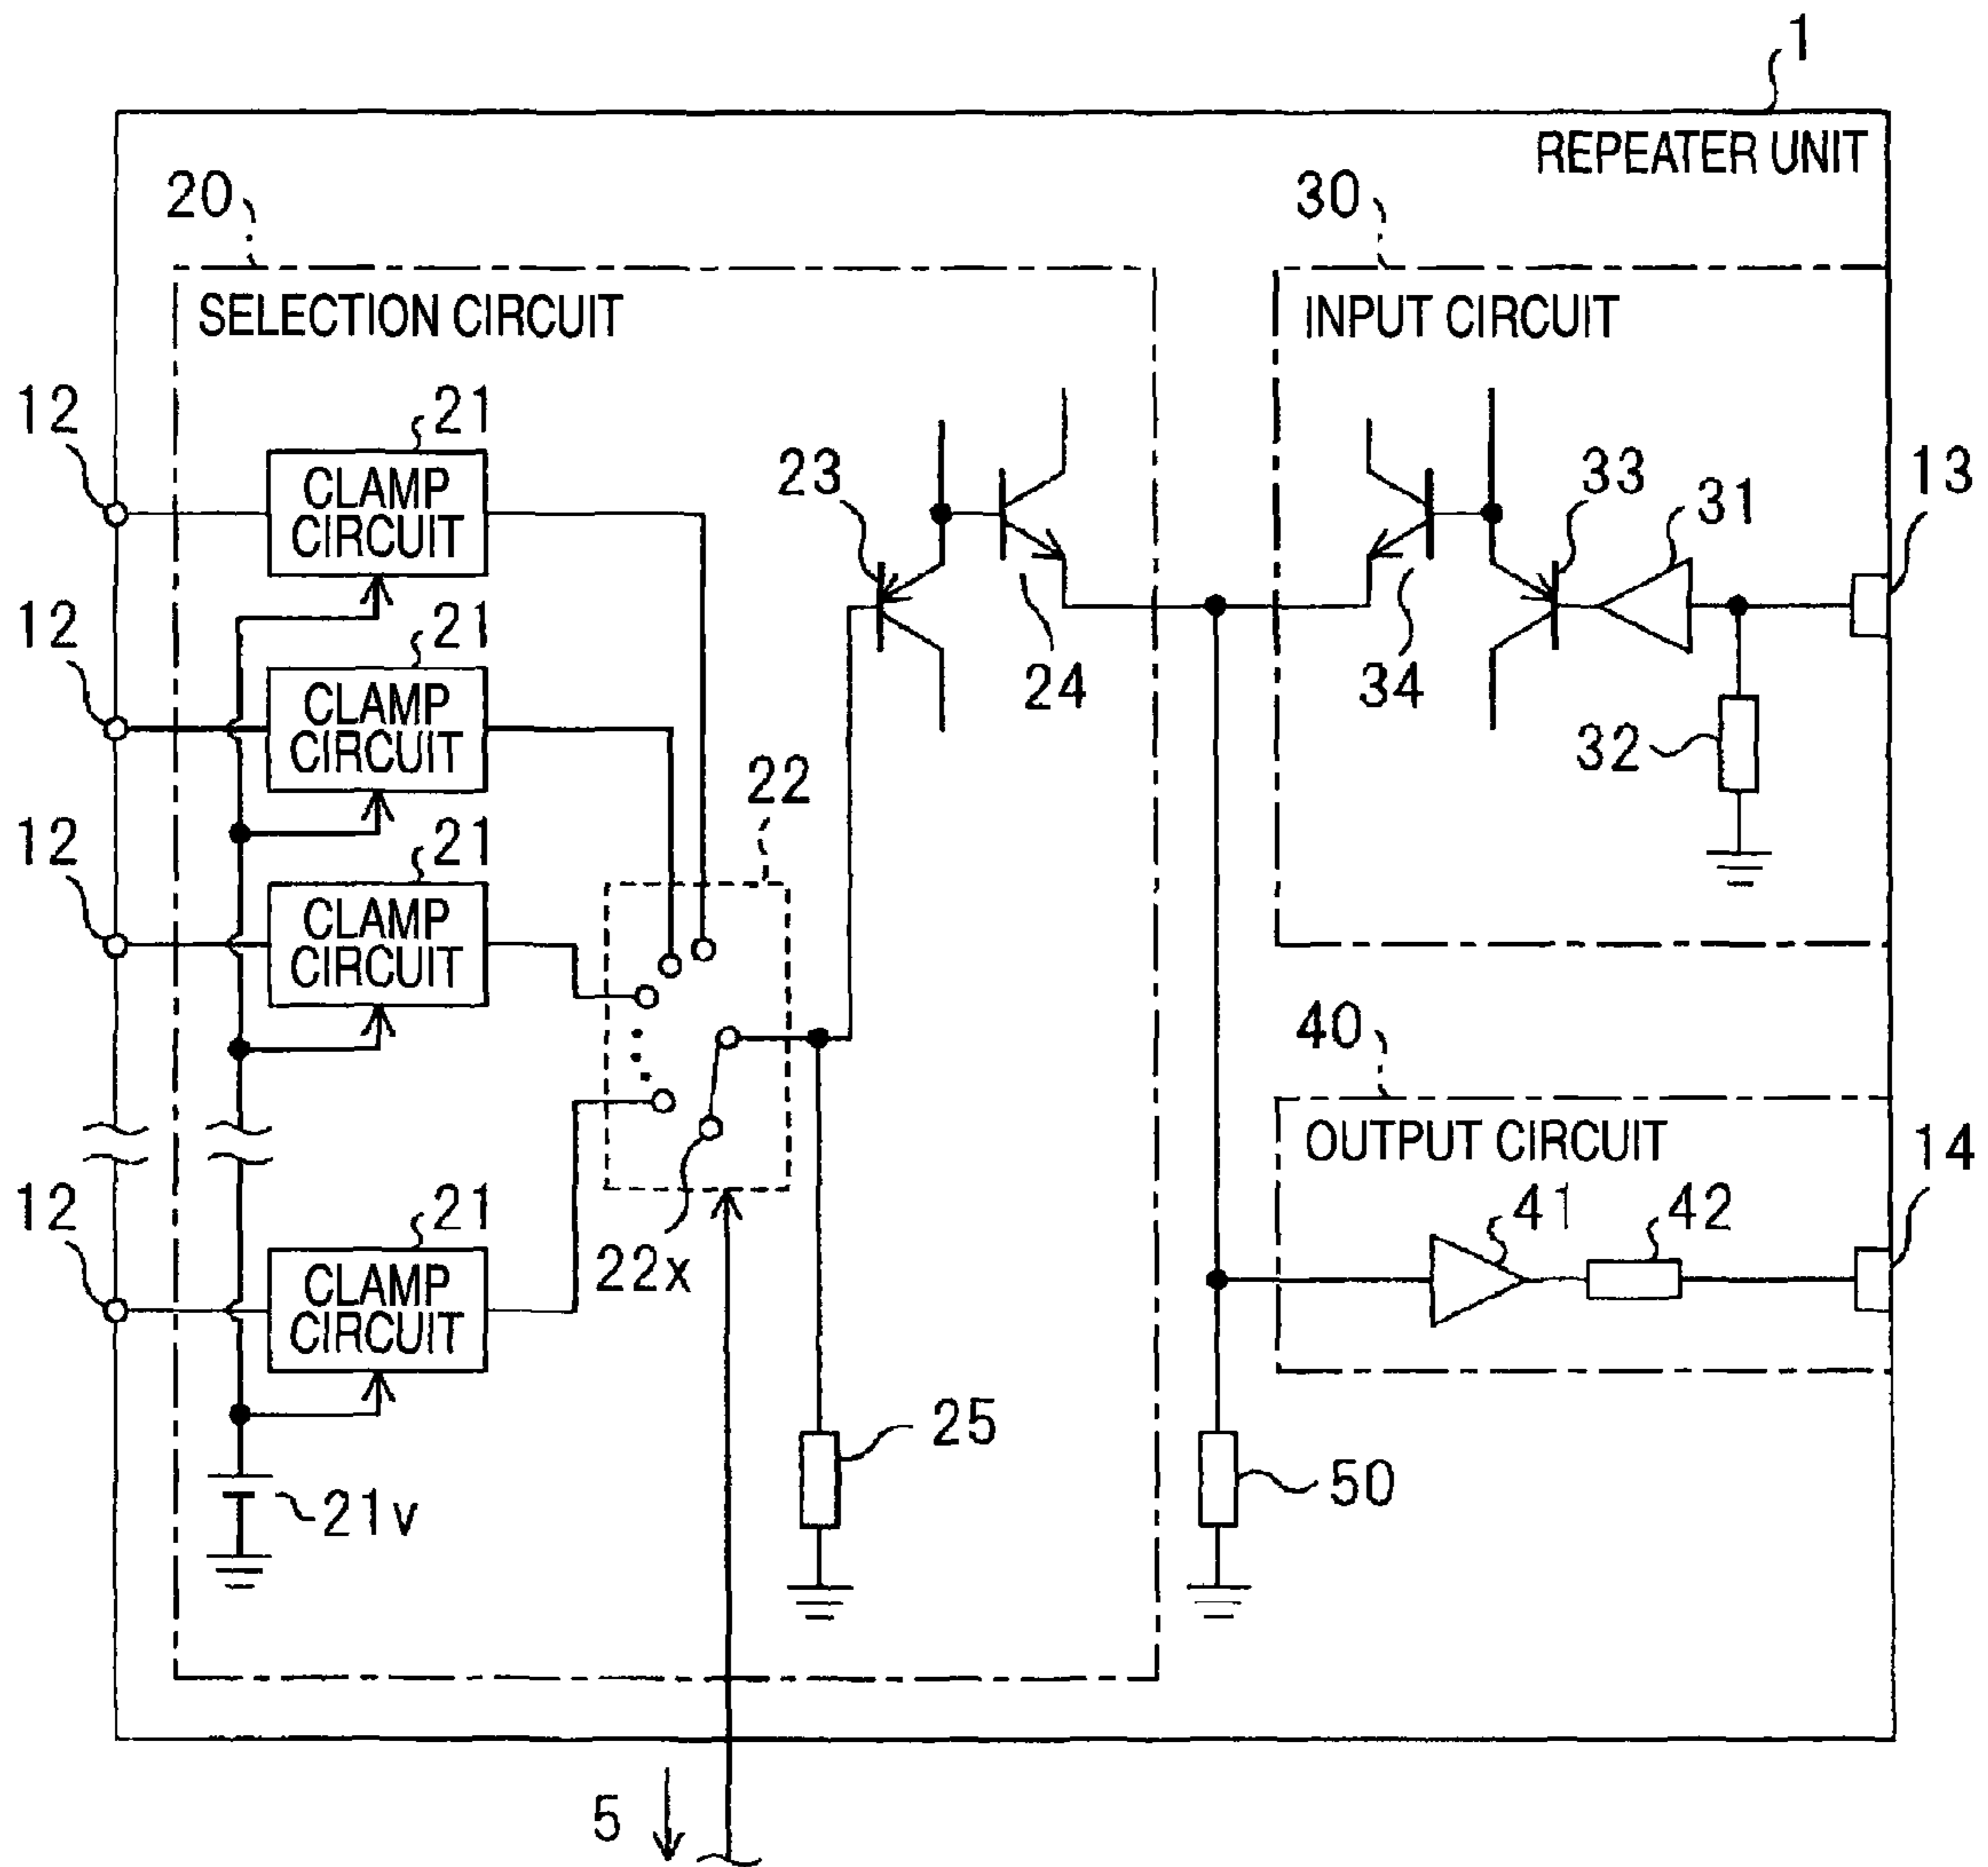 1
REPEATER UNIT
20
30
SELECTION CIRCUIT
INPUT CIRCUIT
12
21
CLAMP
CIRCUIT
23
33
31
13
12
21
CLAMP
CIRCUIT
24
34
32
22
12
21
CLAMP
CIRCUIT
40
OUTPUT CIRCUIT
14
12
21
CLAMP
CIRCUIT
22x
41
42
25
50
21v
5